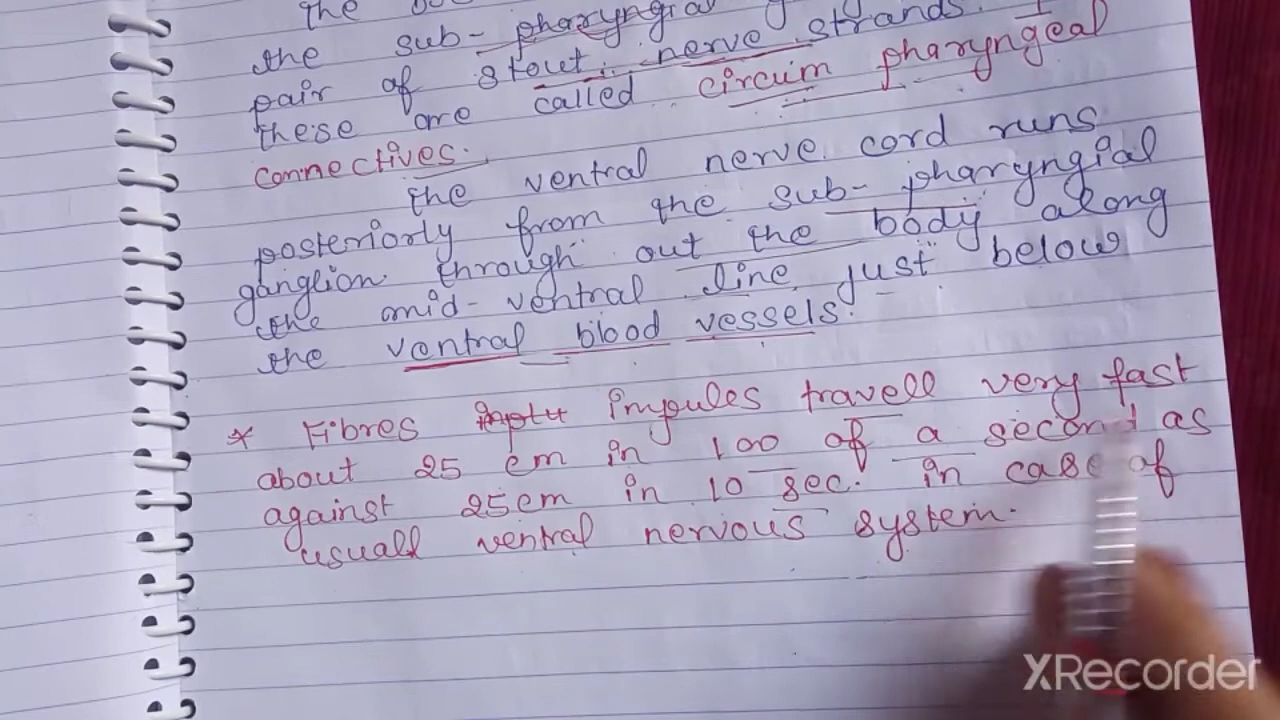 the
the sub- pharyngial
pair of stout nerve strands.
these are called circum pharyngeal
connectives.
the ventral nerve cord runs
posteriorly from the sub- pharyngial
ganglion through out the body along
the mid- ventral line just below
the ventral blood vessels.
* Fibres impules travell very fast
about 25 em in 100 of a second as
against 25em in 10 sec. in case of
usuall ventral nervous system.
XRecorder